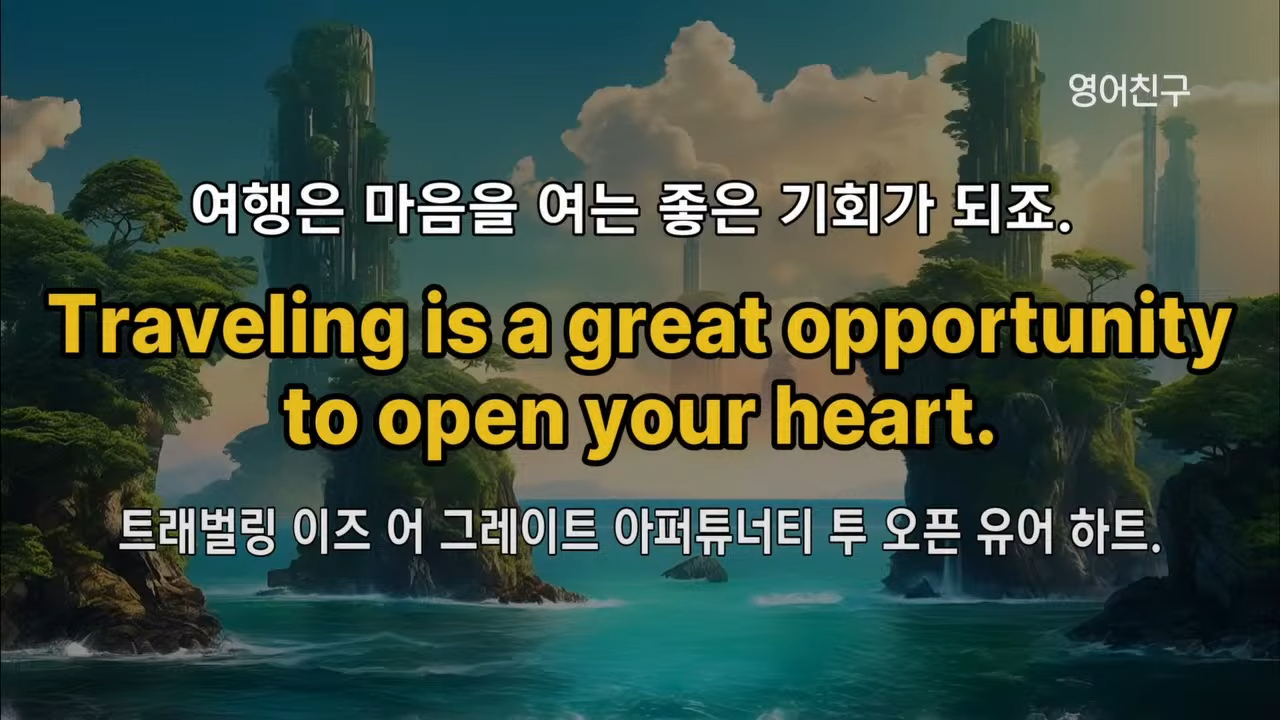 영어친구
여행은 마음을 여는 좋은 기회가 되죠.
Traveling is a great opportunity
to open your heart.
트래벌링 이즈 어 그레이트 아퍼튜너티 투 오픈 유어 하트.